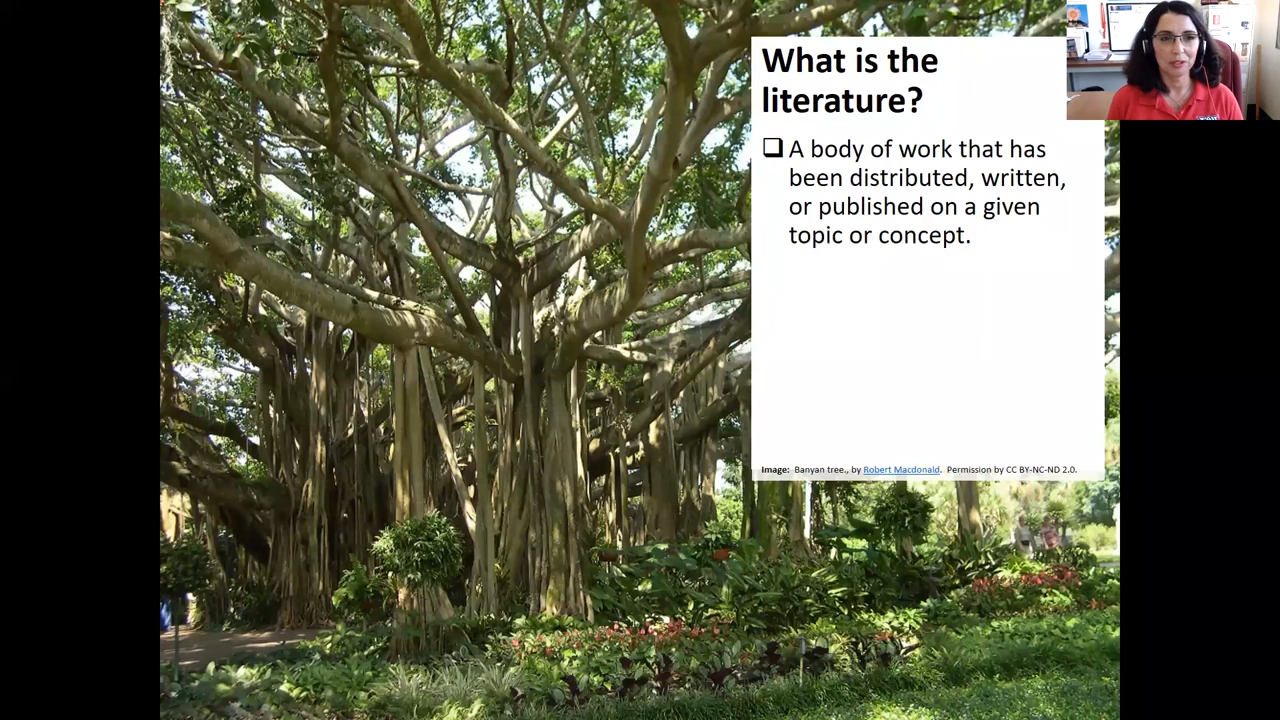 What is the
literature?
❑ A body of work that has
been distributed, written,
or published on a given
topic or concept.
Image: Banyan tree., by Robert Macdonald. Permission by CC BY-NC-ND 2.0.